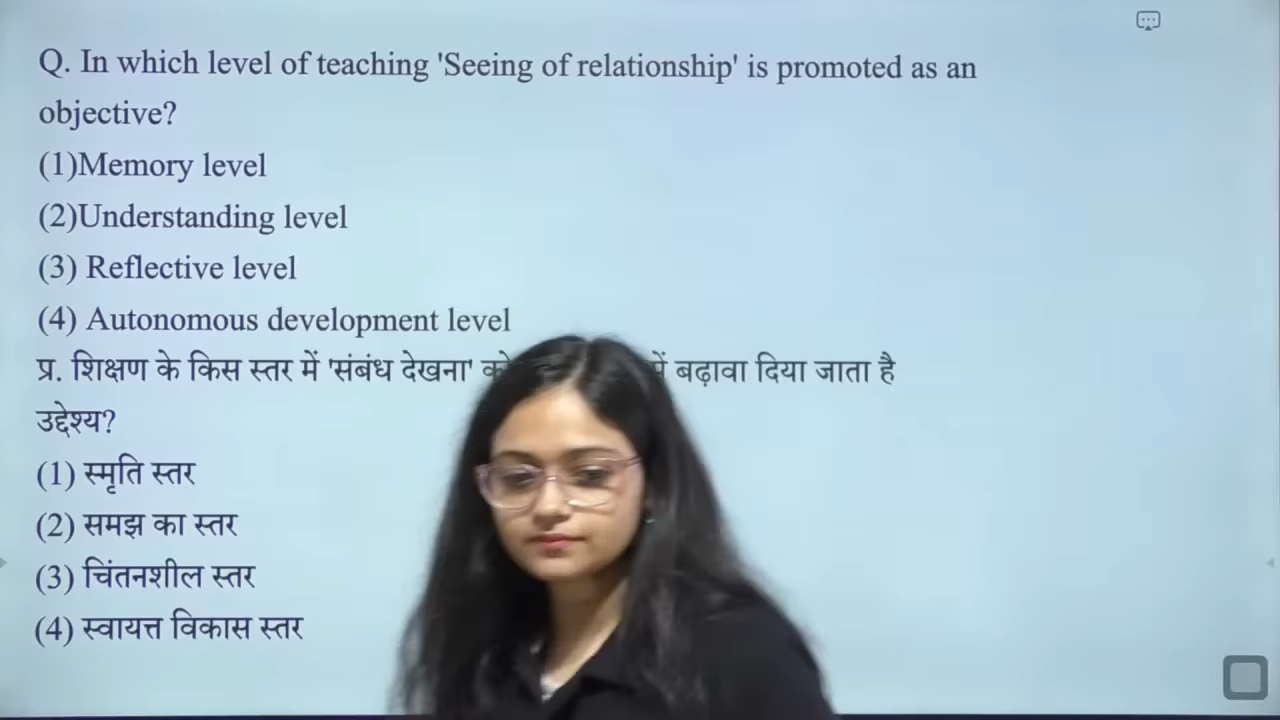 Q. In which level of teaching 'Seeing of relationship' is promoted as an
objective?
(1)Memory level
(2)Understanding level
(3) Reflective level
(4) Autonomous development level
प्र. शिक्षण के किस स्तर में 'संबंध देखना' को में बढ़ावा दिया जाता है
उद्देश्य?
(1) स्मृति स्तर
(2) समझ का स्तर
(3) चिंतनशील स्तर
(4) स्वायत्त विकास स्तर